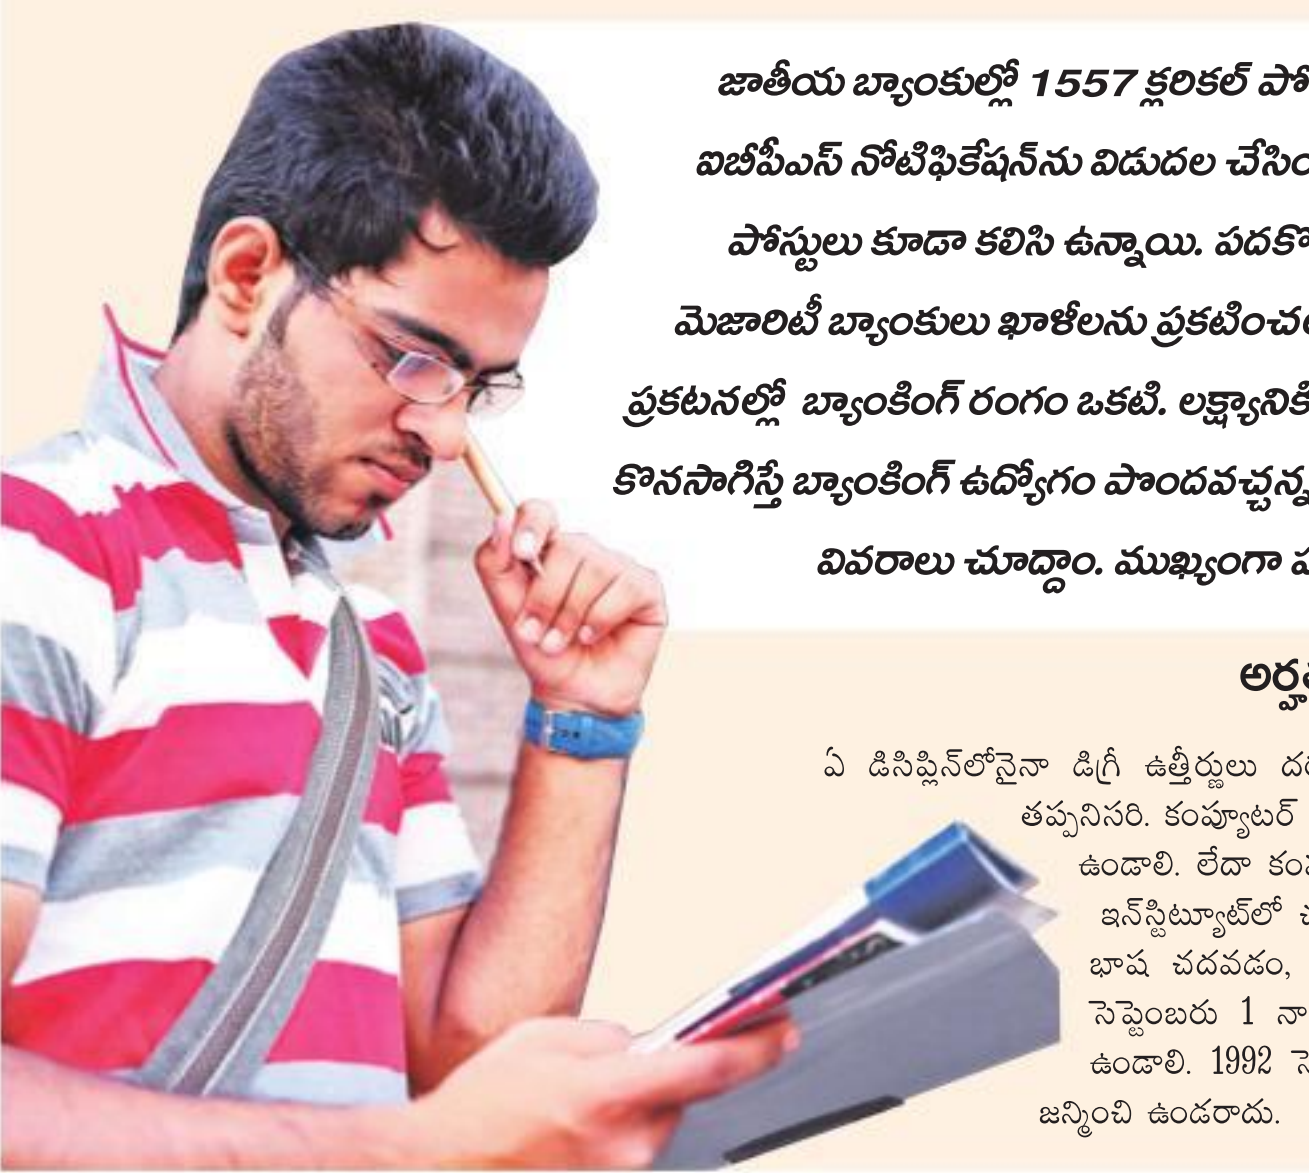 జాతీయ బ్యాంకుల్లో 1557 క్లరికల్ పో
ఐబీపీఎస్ నోటిఫికేషన్‌ను విడుదల చేసిం
పోస్టులు కూడా కలిసి ఉన్నాయి. పదకొ
మెజారిటీ బ్యాంకులు ఖాళీలను ప్రకటించ
ప్రకటనల్లో బ్యాంకింగ్ రంగం ఒకటి. లక్ష్యానికి
కొనసాగిస్తే బ్యాంకింగ్ ఉద్యోగం పొందవచ్చన్న
వివరాలు చూద్దాం. ముఖ్యంగా
అర్హ
ఏ డిసిప్లిన్‌లోనైనా డిగ్రీ ఉత్తీర్ణులు ద
తప్పనిసరి. కంప్యూటర్
ఉండాలి. లేదా కం
ఇన్‌స్టిట్యూట్‌లో
భాష చదవడం,
సెప్టెంబరు 1 నా
ఉండాలి. 1992 సె
జన్మించి ఉండరాదు.